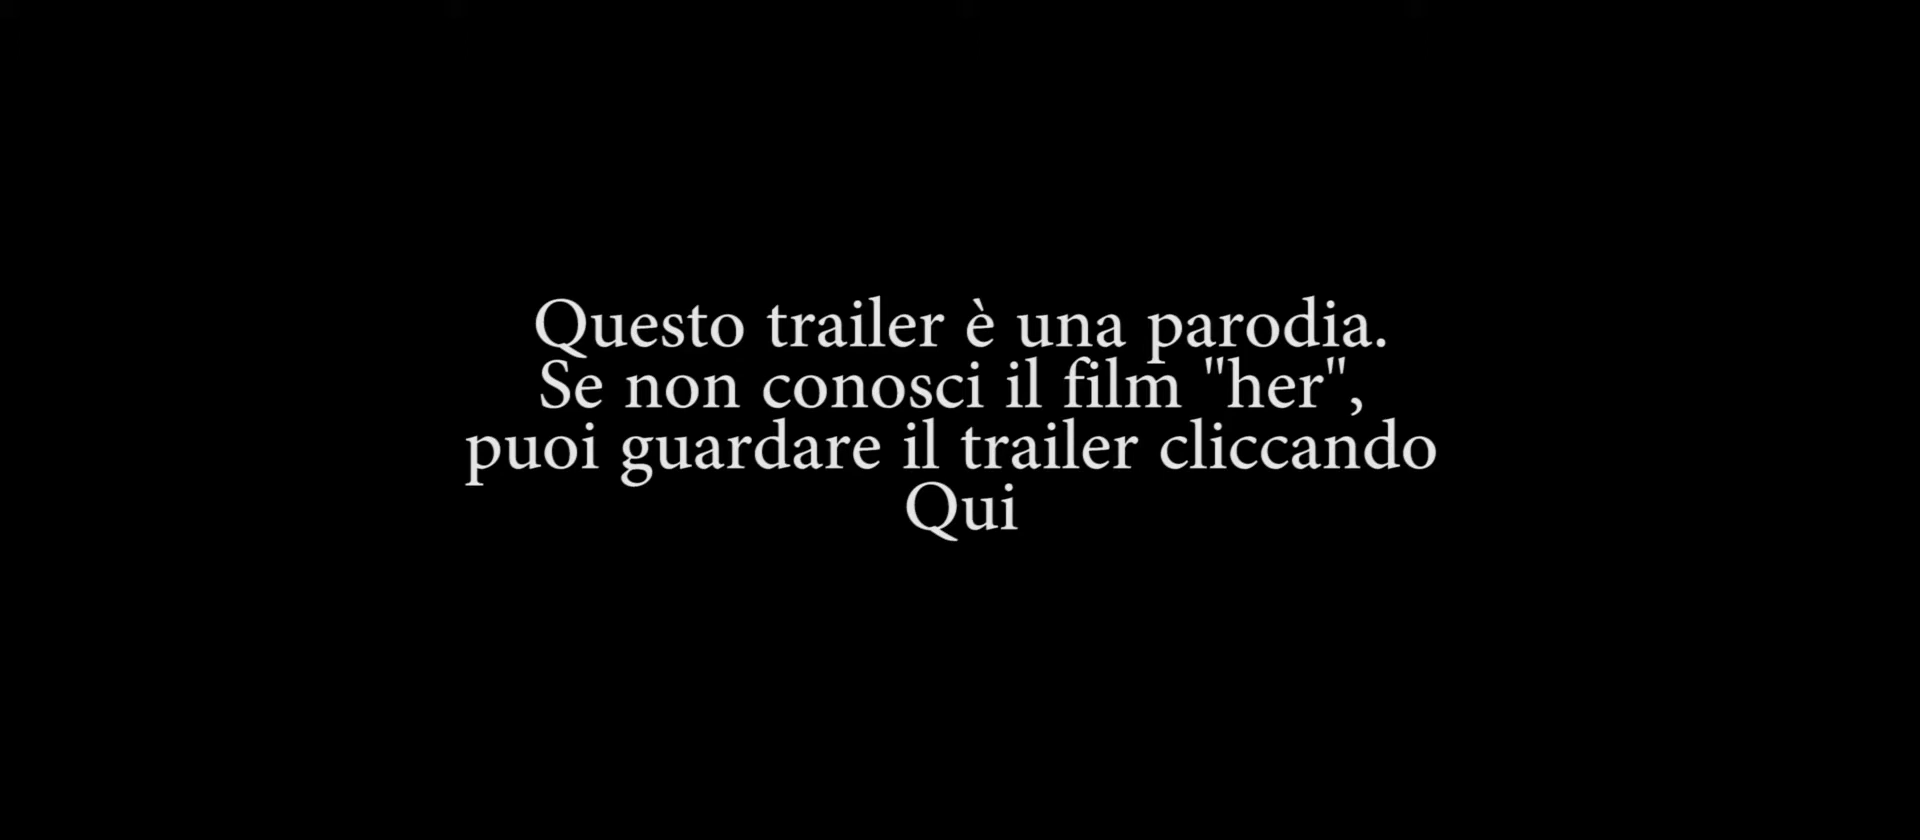 Questo trailer è una parodia.
Se non conosci il film "her",
puoi guardare il trailer cliccando
Qui